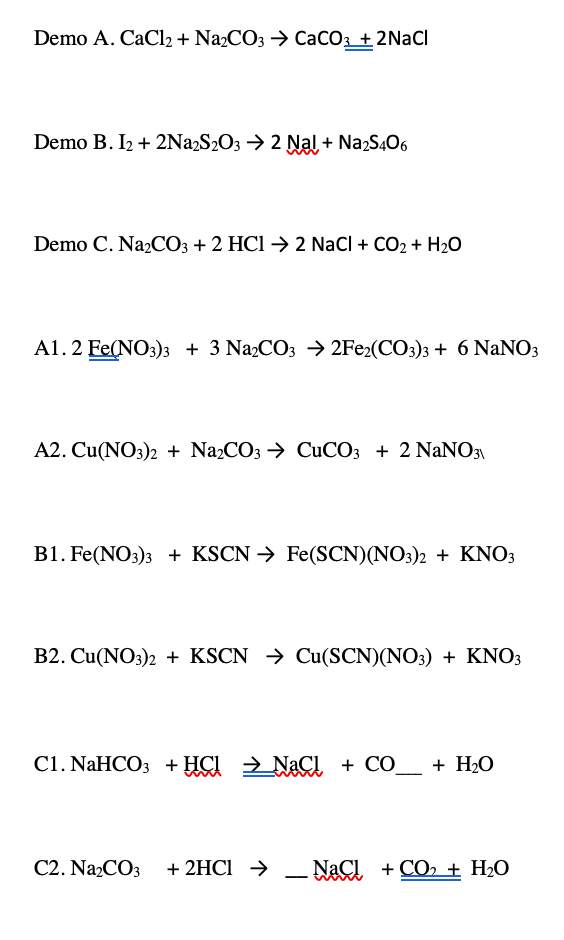 Demo A. CaCl₂ + Na₂CO₃ → CaCO₃ + 2NaCl
Demo B. I₂ + 2Na₂S₂O₃ → 2 NaI + Na₂S₄O₆
Demo C. Na₂CO₃ + 2 HCl → 2 NaCl + CO₂ + H₂O
A1. 2 Fe(NO₃)₃ + 3 Na₂CO₃ → 2Fe₂(CO₃)₃ + 6 NaNO₃
A2. Cu(NO₃)₂ + Na₂CO₃ → CuCO₃ + 2 NaNO₃\
B1. Fe(NO₃)₃ + KSCN → Fe(SCN)(NO₃)₂ + KNO₃
B2. Cu(NO₃)₂ + KSCN → Cu(SCN)(NO₃) + KNO₃
C1. NaHCO₃ + HCl → NaCl + CO__ + H₂O
C2. Na₂CO₃ + 2HCl → __ NaCl + CO₂ + H₂O